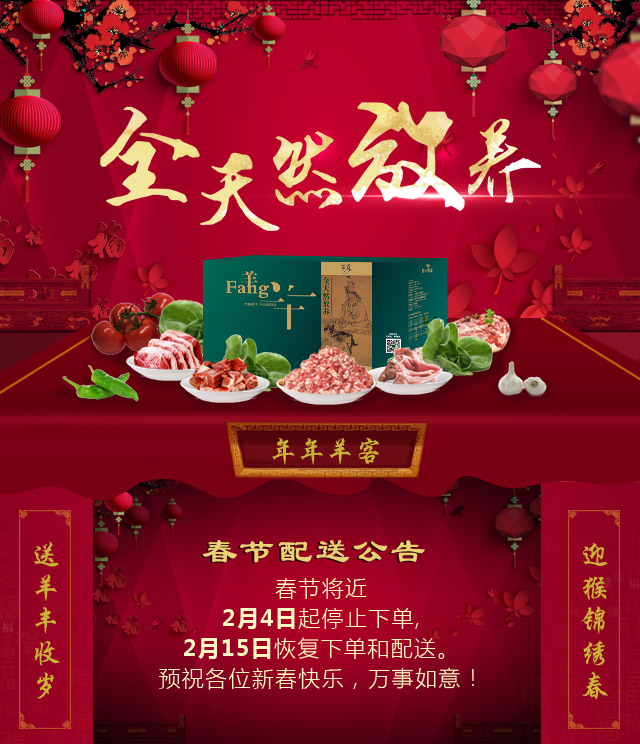 全天然放养
Fang
全天然放养
年年羊客
春节配送公告
春节将近
2月4日起停止下单,
2月15日恢复下单和配送。
预祝各位新春快乐，万事如意！
送羊丰收岁
迎猴锦绣春